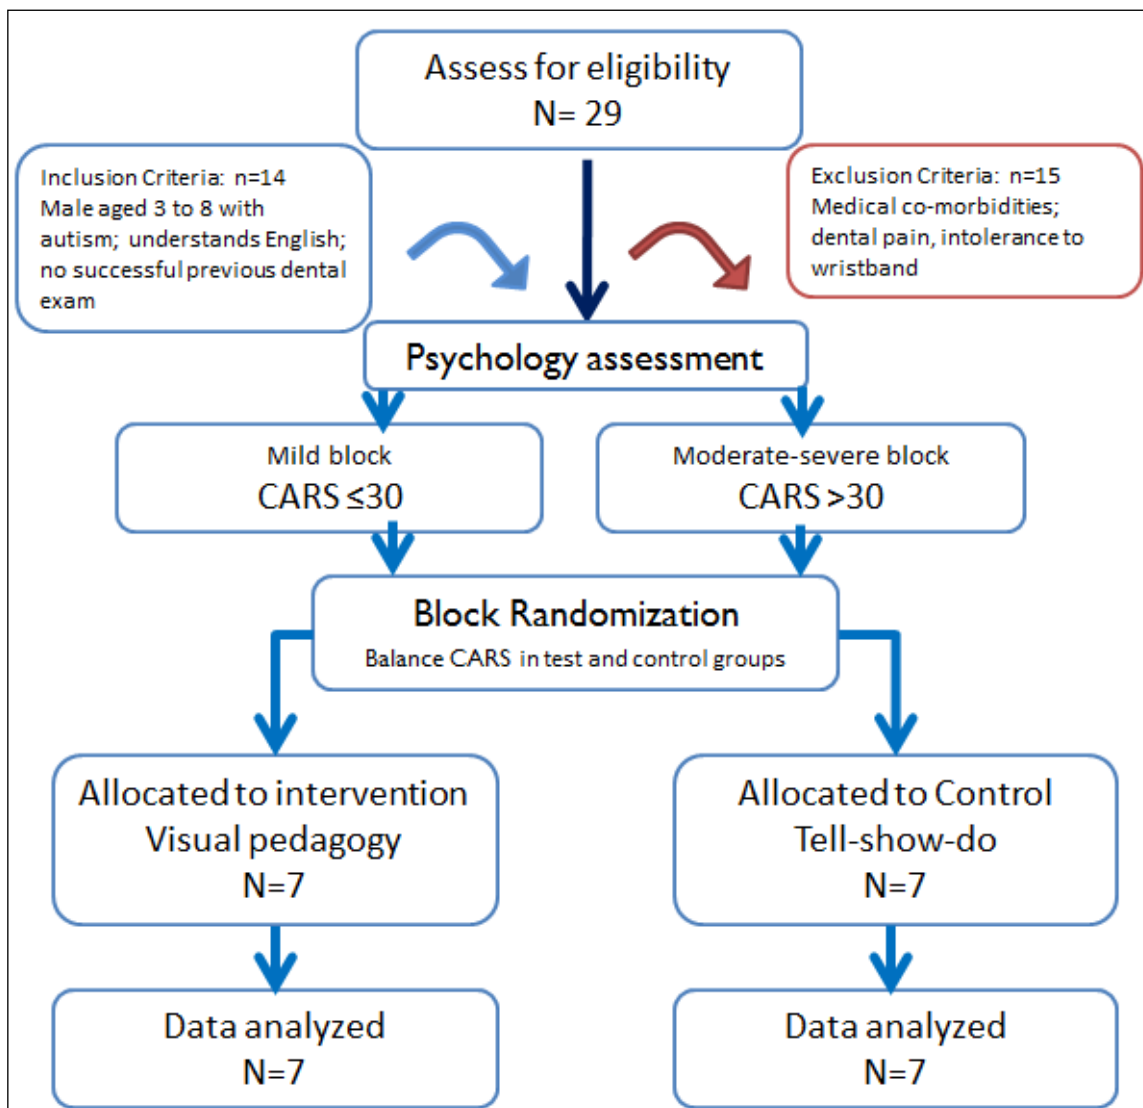 Assess for eligibility
N= 29
Inclusion Criteria: n=14
Male aged 3 to 8 with
autism; understands English;
no successful previous dental
exam
Exclusion Criteria: n=15
Medical co-morbidities;
dental pain, intolerance to
wristband
Psychology assessment
Mild block
CARS ≤30
Moderate-severe block
CARS >30
Block Randomization
Balance CARS in test and control groups
Allocated to intervention
Visual pedagogy
N=7
Allocated to Control
Tell-show-do
N=7
Data analyzed
N=7
Data analyzed
N=7